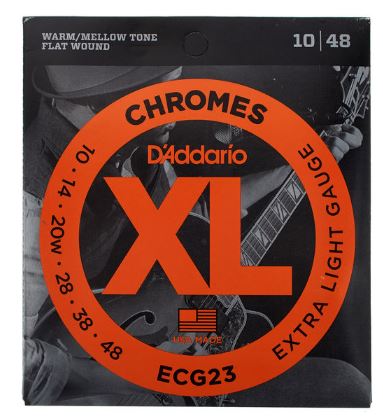 WARM/MELLOW TONE
FLAT WOUND
10 | 48
CHROMES
D'Addario
XL
10 • 14 • 20W • 28 • 38 • 48
EXTRA LIGHT GAUGE
USA MADE
ECG23